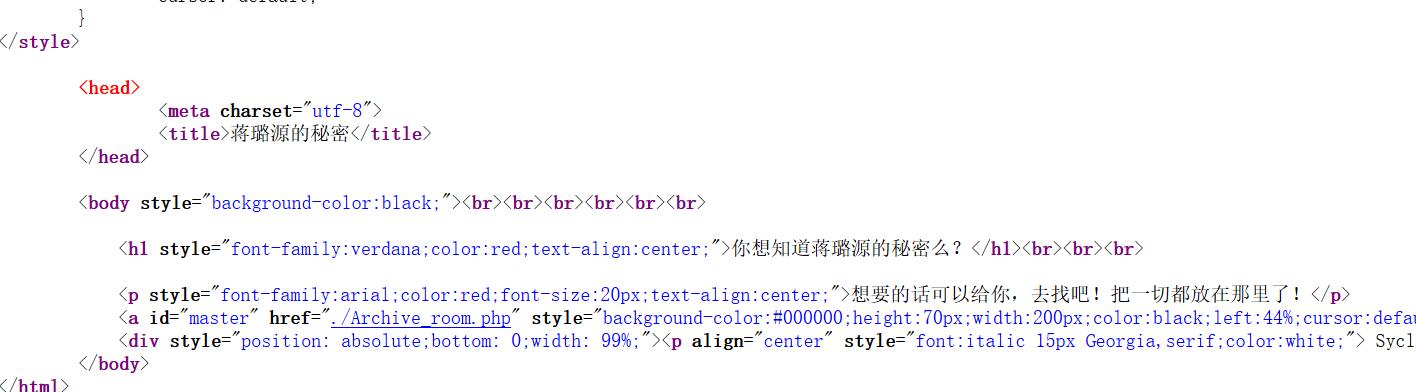 }
</style>
<head>
<meta charset="utf-8">
<title>蒋璐源的秘密</title>
</head>
<body style="background-color:black;"><br><br><br><br><br><br>
<h1 style="font-family:verdana;color:red;text-align:center;">你想知道蒋璐源的秘密么？</h1><br><br><br>
<p style="font-family:arial;color:red;font-size:20px;text-align:center;">想要的话可以给你，去找吧！把一切都放在那里了！</p>
<a id="master" href="./Archive_room.php" style="background-color:#000000;height:70px;width:200px;color:black;left:44%;cursor:defau
<div style="position: absolute;bottom: 0;width: 99%;"><p align="center" style="font:italic 15px Georgia,serif;color:white;"> Sycl
</body>
</html>